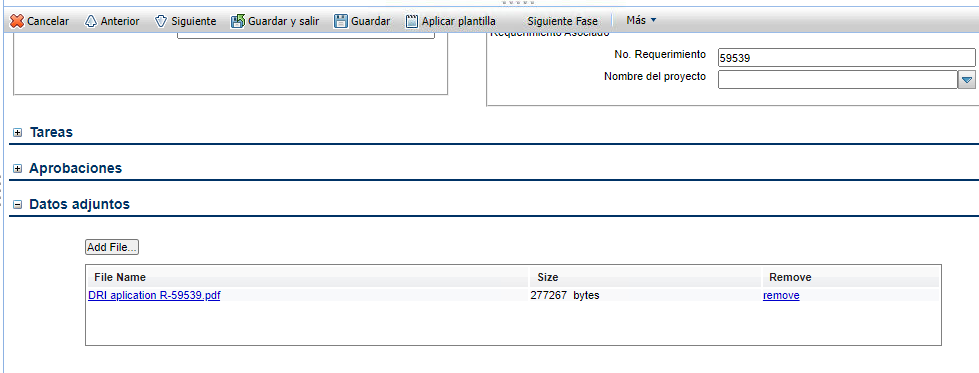 Cancelar Anterior Siguiente Guardar y salir Guardar Aplicar plantilla Siguiente Fase Más
Requerimiento Asociado
No. Requerimiento 59539
Nombre del proyecto
Tareas
Aprobaciones
Datos adjuntos
Add File...
File Name Size Remove
DRI aplication R-59539.pdf 277267 bytes remove